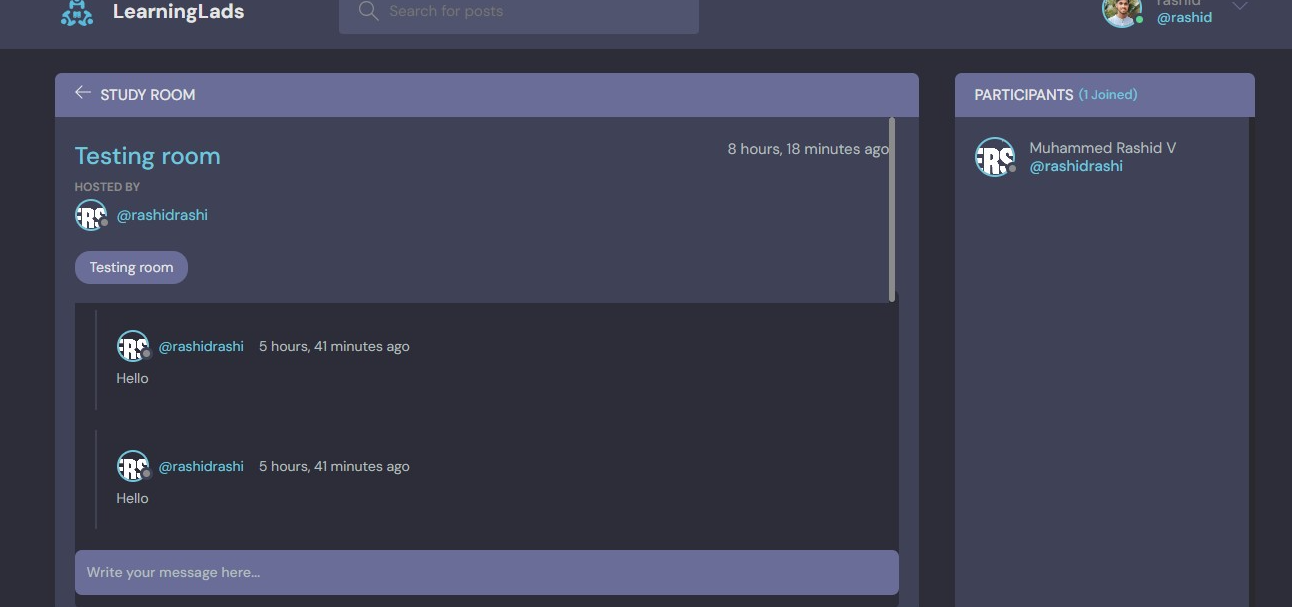 LearningLads
Search for posts
rashid
@rashid
STUDY ROOM
Testing room
8 hours, 18 minutes ago
HOSTED BY
@rashidrashi
Testing room
@rashidrashi 5 hours, 41 minutes ago
Hello
@rashidrashi 5 hours, 41 minutes ago
Hello
Write your message here...
PARTICIPANTS (1 Joined)
Muhammed Rashid V
@rashidrashi